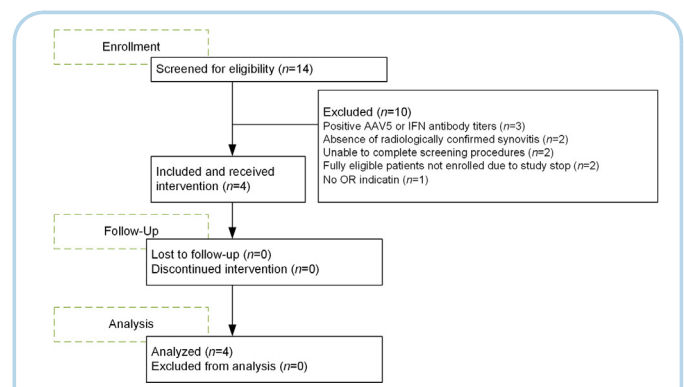 Enrollment
Screened for eligibility (n=14)
Excluded (n=10)
Positive AAV5 or IFN antibody titers (n=3)
Absence of radiologically confirmed synovitis (n=2)
Unable to complete screening procedures (n=2)
Fully eligible patients not enrolled due to study stop (n=2)
No OR indicatin (n=1)
Included and received
intervention (n=4)
Follow-Up
Lost to follow-up (n=0)
Discontinued intervention (n=0)
Analysis
Analyzed (n=4)
Excluded from analysis (n=0)